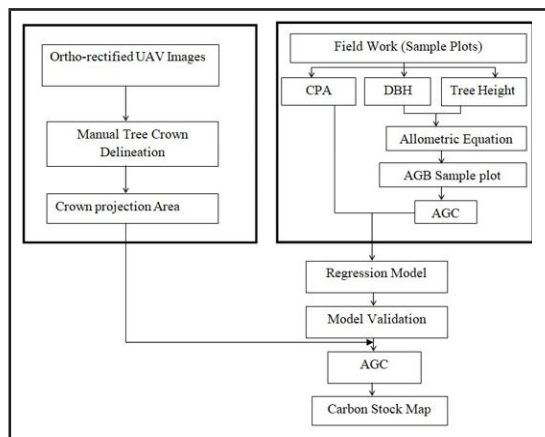 Ortho-rectified UAV Images
Manual Tree Crown
Delineation
Crown projection Area
Field Work (Sample Plots)
CPA
DBH
Tree Height
Allometric Equation
AGB Sample plot
AGC
Regression Model
Model Validation
AGC
Carbon Stock Map